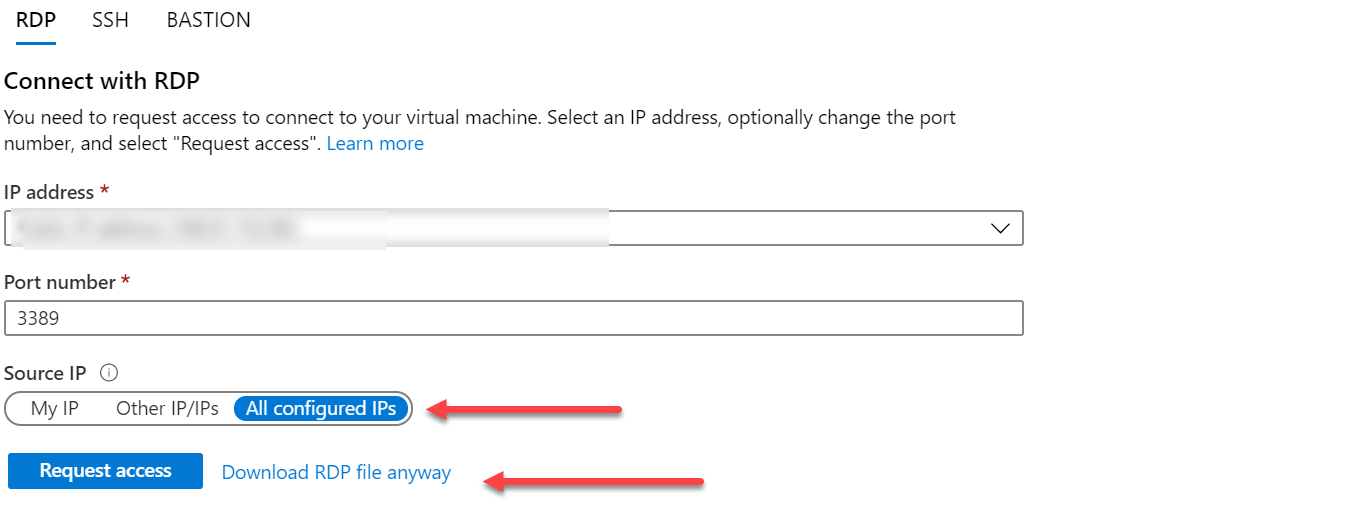 RDP SSH BASTION
Connect with RDP
You need to request access to connect to your virtual machine. Select an IP address, optionally change the port
number, and select "Request access". Learn more
IP address *
Port number *
3389
Source IP
My IP Other IP/IPs All configured IPs
Request access Download RDP file anyway